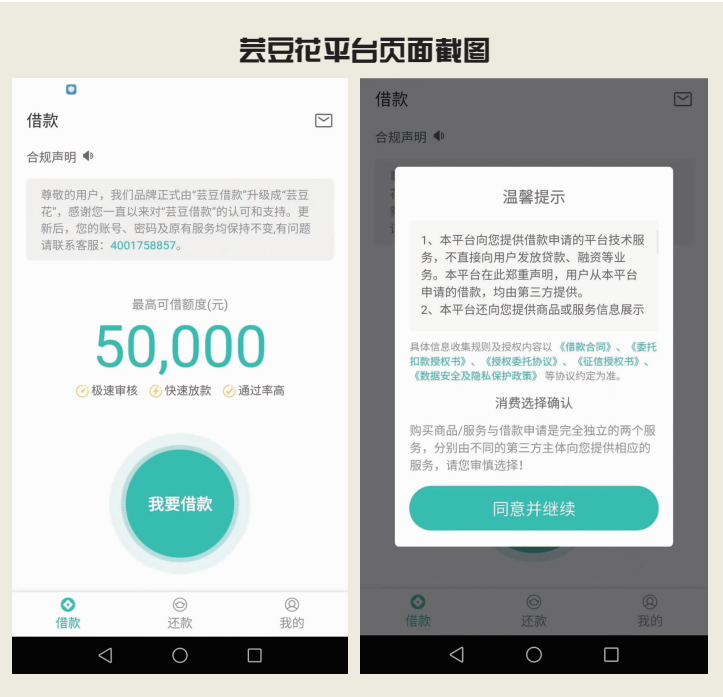 芸豆花平台页面截图
借款
合规声明
尊敬的用户，我们品牌正式由“芸豆借款”升级成“芸豆
花”，感谢您一直以来对“芸豆借款”的认可和支持。更
新后，您的账号、密码及原有服务均保持不变,有问题
请联系客服：4001758857。
最高可借额度(元)
50,000
极速审核 快速放款 通过率高
我要借款
借款 还款 我的
借款
合规声明
温馨提示
1、本平台向您提供借款申请的平台技术服
务，不直接向用户发放贷款、融资等业
务。本平台在此郑重声明，用户从本平台
申请的借款，均由第三方提供。
2、本平台还向您提供商品或服务信息展示
具体信息收集规则及授权内容以《借款合同》、《委托
扣款授权书》、《授权委托协议》、《征信授权书》、
《数据安全及隐私保护政策》等协议约定为准。
消费选择确认
购买商品/服务与借款申请是完全独立的两个服
务，分别由不同的第三方主体向您提供相应的
服务，请您审慎选择！
同意并继续
借款 还款 我的